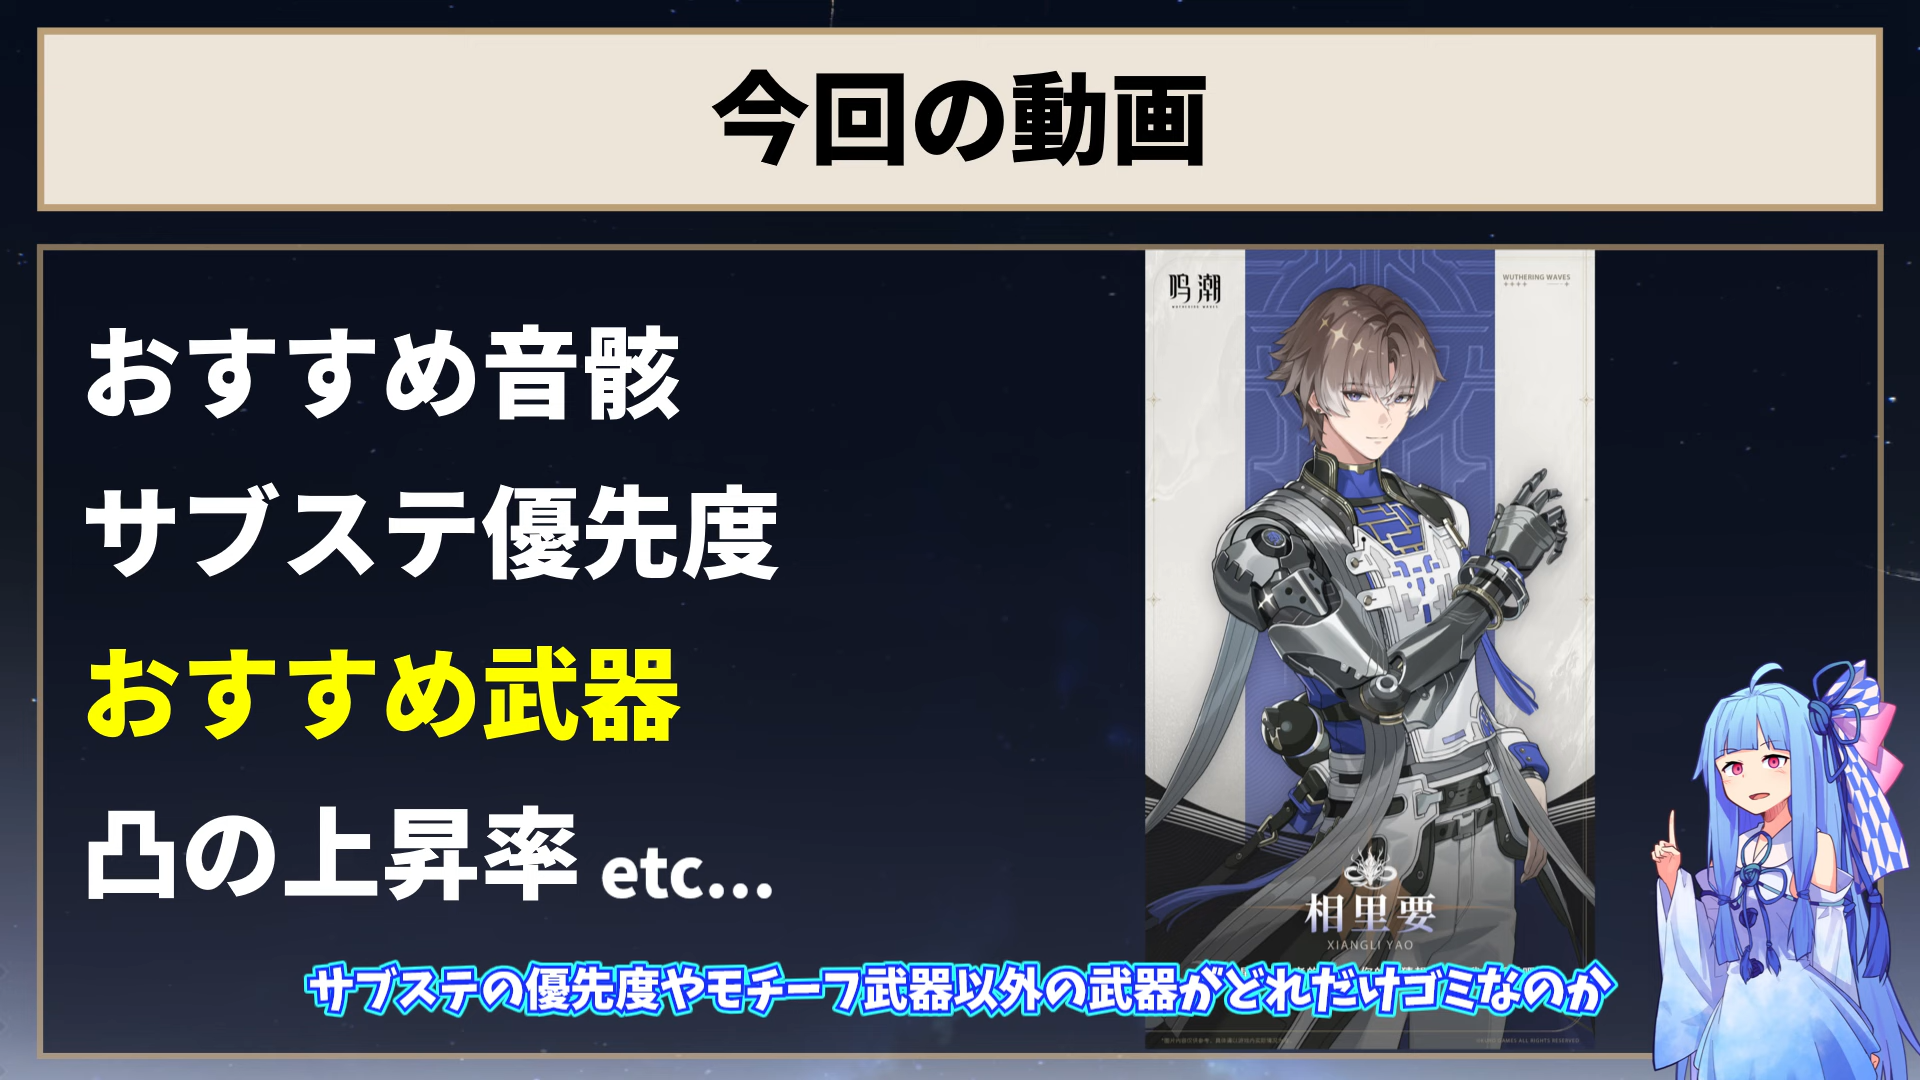 今回の動画
おすすめ音骸
サブステ優先度
おすすめ武器
凸の上昇率 etc...
鸣潮
WUTHERING WAVES
WUTHERING WAVES
相里要
XIANGLI YAO
サブステの優先度やモチーフ武器以外の武器がどれだけゴミなのか